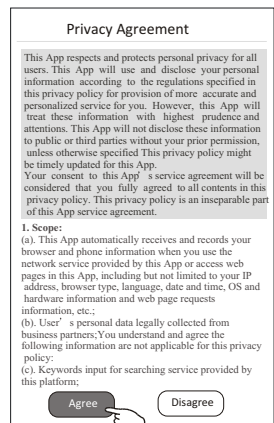 Privacy Agreement
This App respects and protects personal privacy for all
users. This App will use and disclose your personal
information according to the regulations specified in
this privacy policy for provision of more accurate and
personalized service for you. However, this App will
treat these information with highest prudence and
attentions. This App will not disclose these information
to public or third parties without your prior permission,
unless otherwise specified This privacy policy might
be timely updated for this App.
Your consent to this App's service agreement will be
considered that you fully agreed to all contents in this
privacy policy. This privacy policy is an inseparable part
of this App service agreement.
1. Scope:
(a). This App automatically receives and records your
browser and phone information when you use the
network service provided by this App or access web
pages in this App, including but not limited to your IP
address, browser type, language, date and time, OS and
hardware information and web page requests
information, etc.;
(b). User's personal data legally collected from
business partners;You understand and agree the
following information are not applicable for this privacy
policy:
(c). Keywords input for searching service provided by
this platform;
Agree Disagree